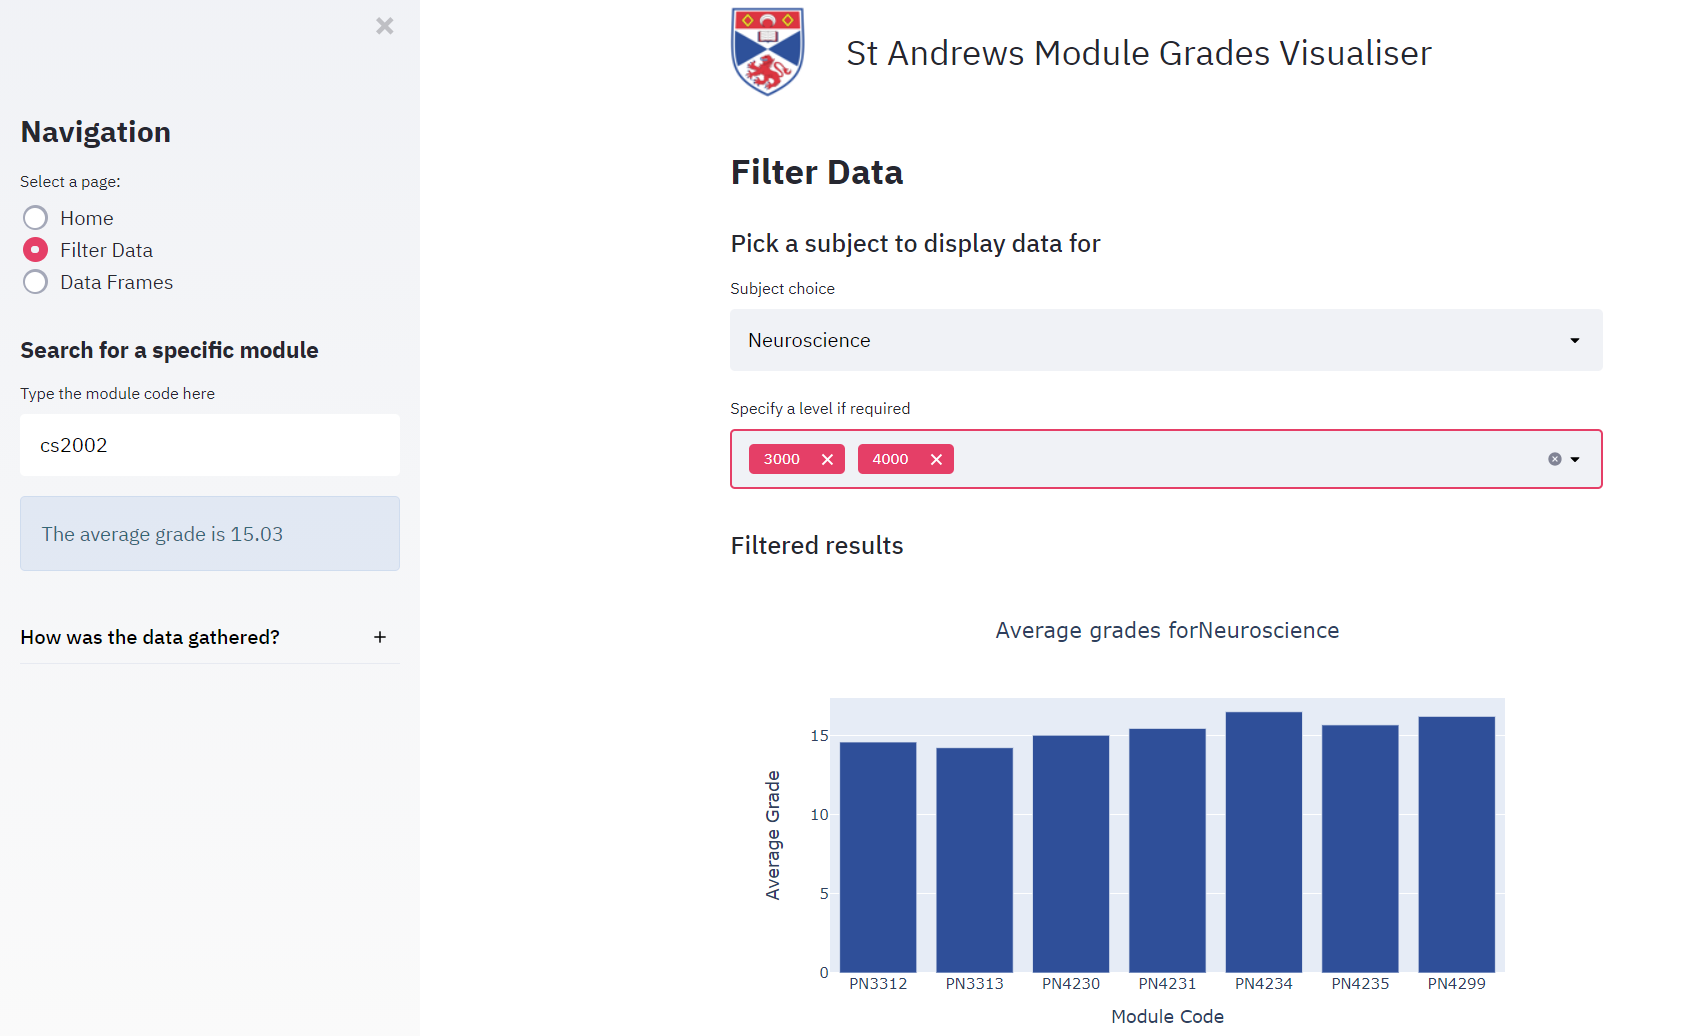 Navigation
Select a page:
Home
Filter Data
Data Frames
Search for a specific module
Type the module code here
cs2002
The average grade is 15.03
How was the data gathered?
+
St Andrews Module Grades Visualiser
Filter Data
Pick a subject to display data for
Subject choice
Neuroscience
Specify a level if required
3000 4000
Filtered results
Average grades forNeuroscience
Average Grade
15
10
5
0
PN3312 PN3313 PN4230 PN4231 PN4234 PN4235 PN4299
Module Code